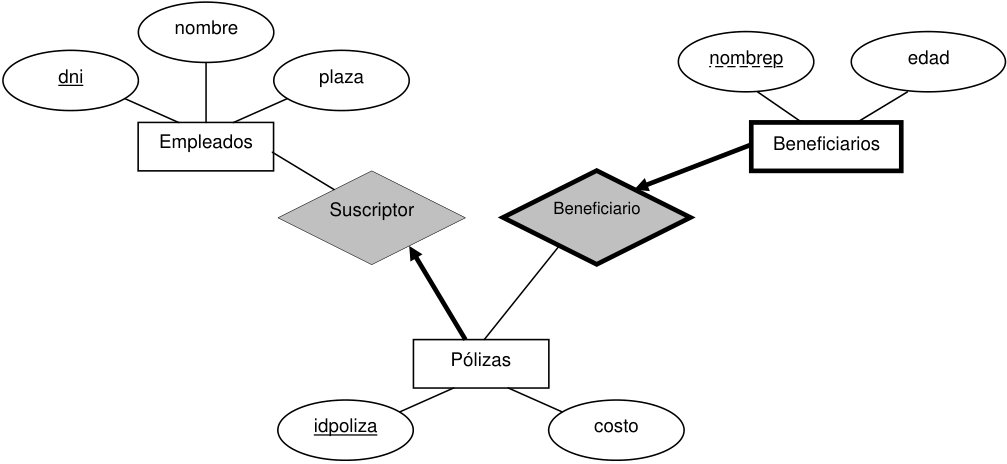 nombre
dni
plaza
nombrep
edad
Empleados
Beneficiarios
Suscriptor
Beneficiario
Pólizas
idpoliza
costo